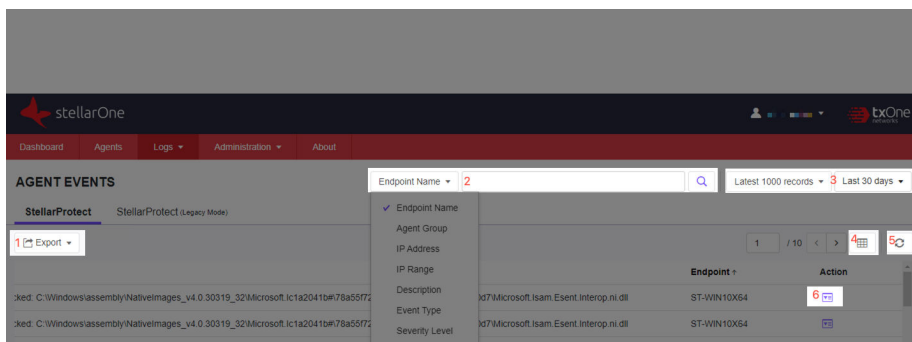 stellarOne
txOne
networks
Dashboard Agents Logs Administration About
AGENT EVENTS
Endpoint Name 2
Latest 1000 records 3 Last 30 days
StellarProtect StellarProtect (Legacy Mode)
Endpoint Name
Agent Group
IP Address
IP Range
Description
Event Type
Severity Level
1 Export
1 / 10 < > 4 5
Endpoint ↑ Action
:ked: C:\Windows\assembly\NativeImages_v4.0.30319_32\Microsoft.Ic1a2041b#\78a55f72 0d7\Microsoft.Isam.Esent.Interop.ni.dll ST-WIN10X64 6
:ked: C:\Windows\assembly\NativeImages_v4.0.30319_32\Microsoft.Ic1a2041b#\78a55f72 0d7\Microsoft.Isam.Esent.Interop.ni.dll ST-WIN10X64